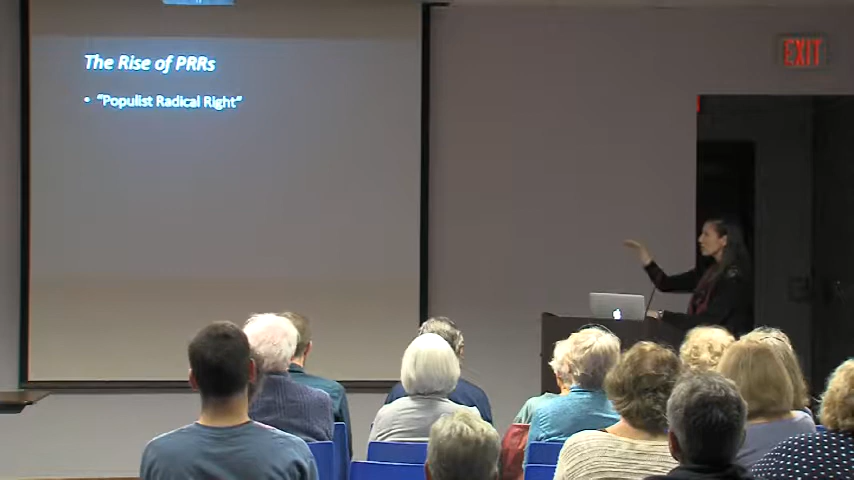 The Rise of PRRs
• “Populist Radical Right”
EXIT